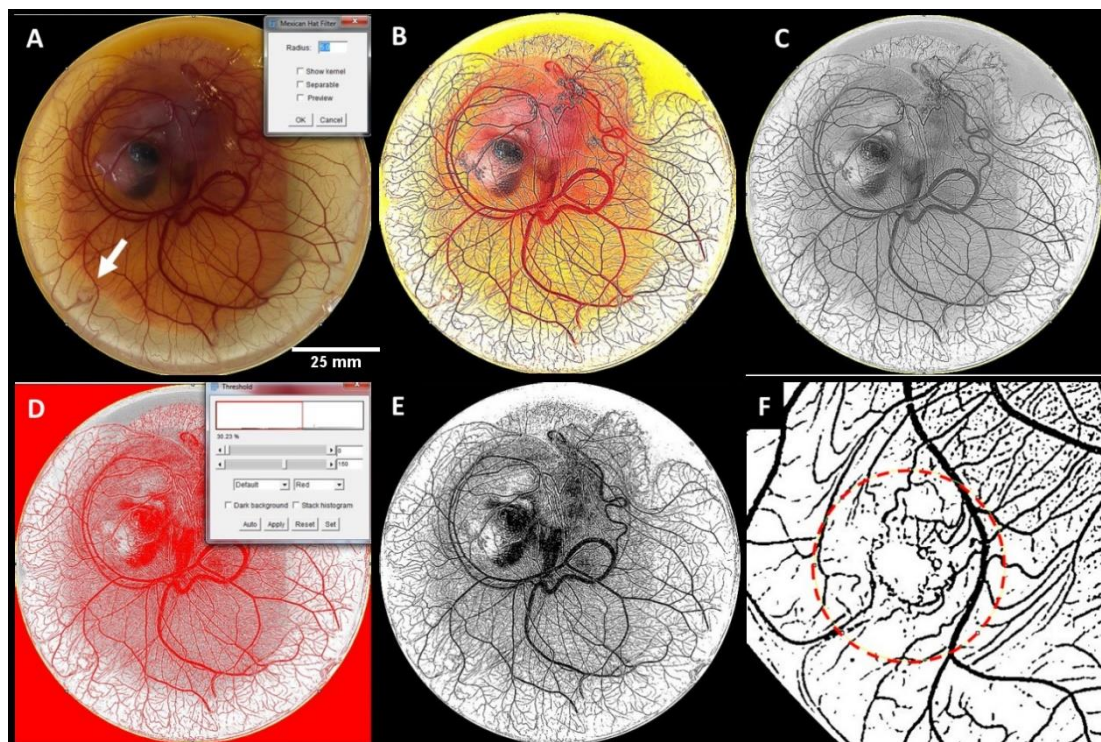 A
Mexican Hat Filter
Radius:
Show kernel
Separable
Preview
OK Cancel
25 mm
B
C
D
Threshold
30.23 %
0
150
Default Red
Dark background Stack histogram
Auto Apply Reset Set
E
F